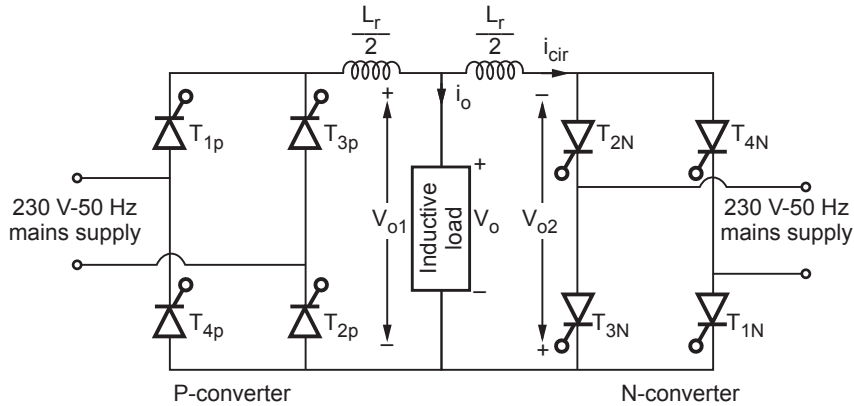 L_r/2
L_r/2
i_cir
+
−
i_o
T_1p
T_3p
T_2N
T_4N
230 V-50 Hz
mains supply
V_o1
Inductive
load
+
V_o
−
V_o2
230 V-50 Hz
mains supply
T_4p
T_2p
−
T_3N
+
T_1N
P-converter
N-converter